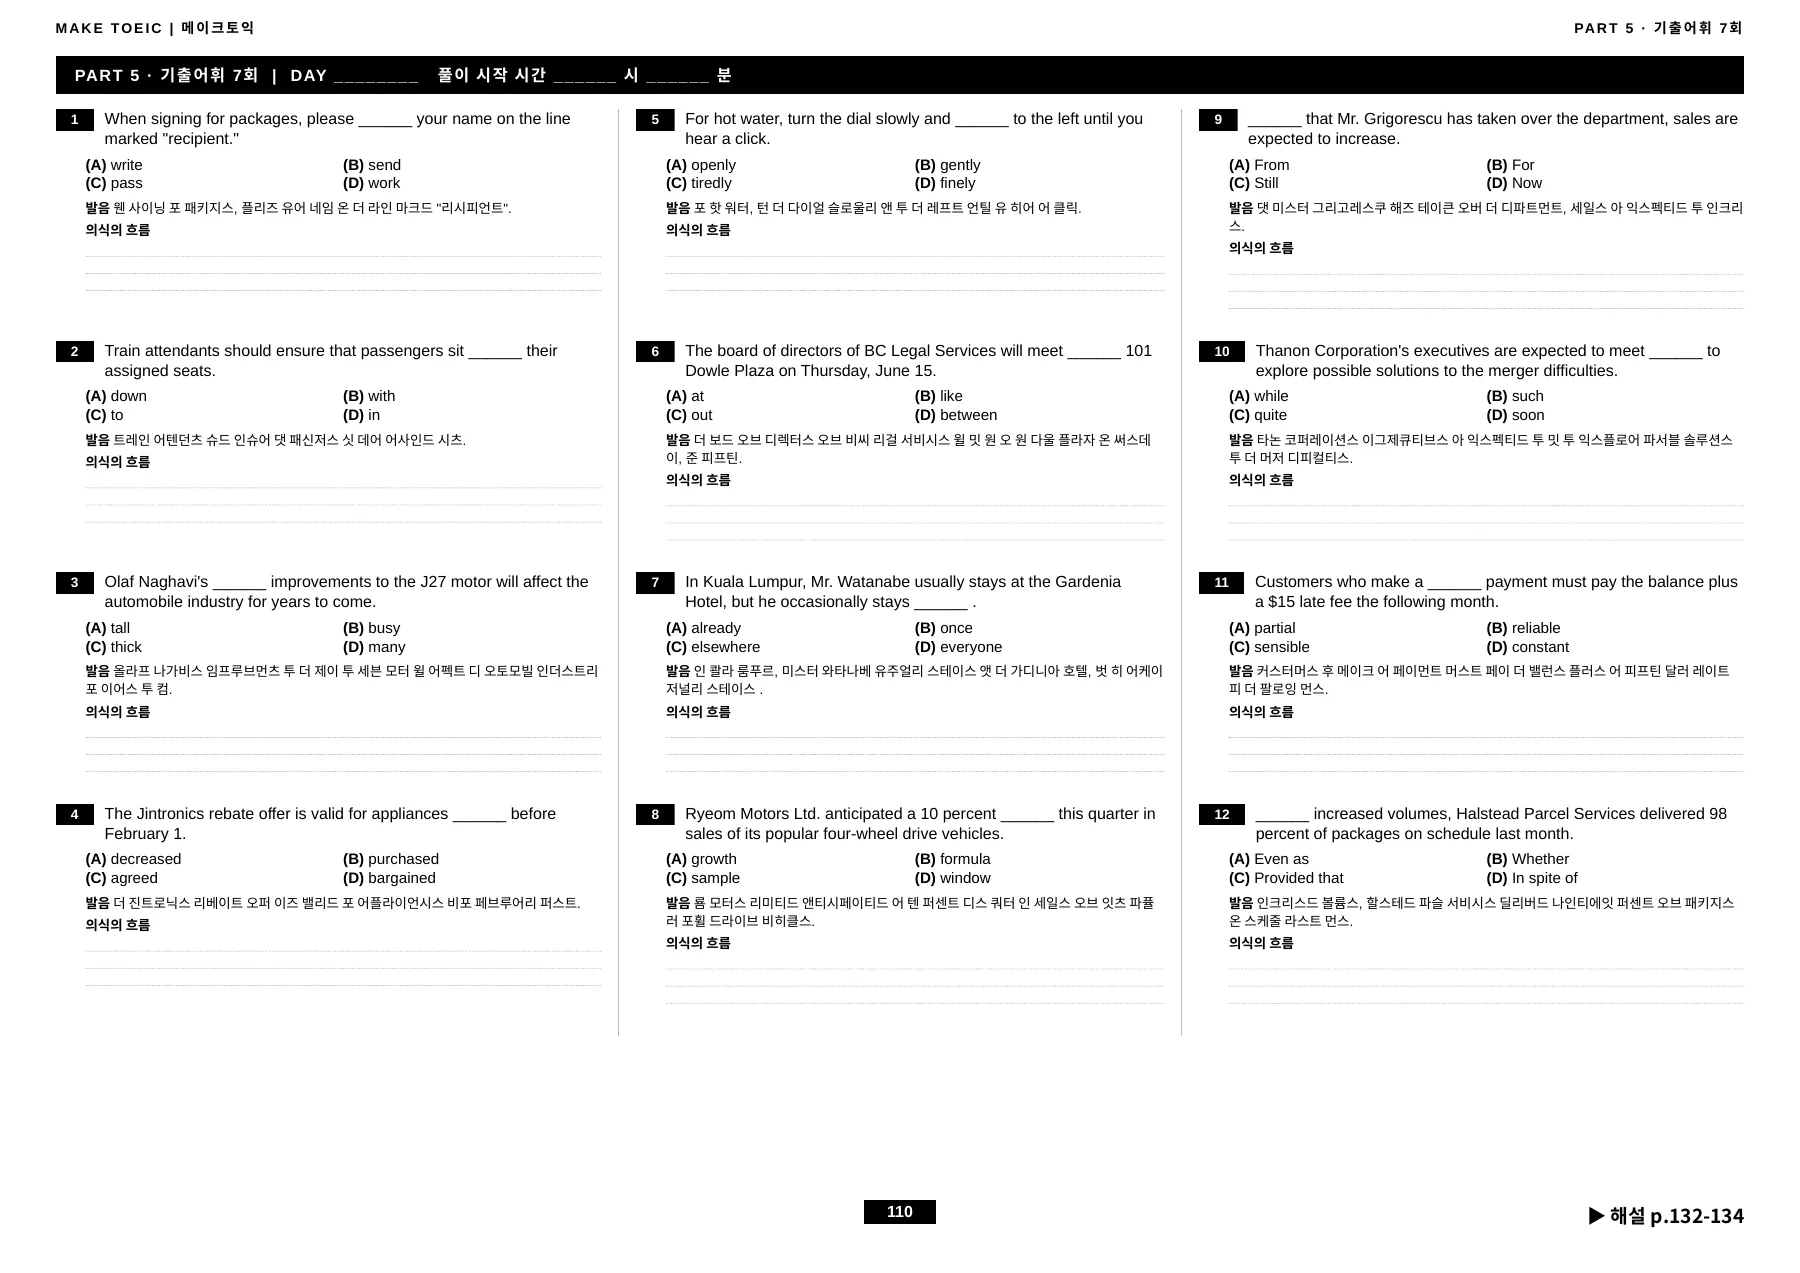 MAKE TOEIC | 메이크토익
PART 5 · 기출어휘 7회
PART 5 · 기출어휘 7회 | DAY ________ 풀이 시작 시간 ______ 시 ______ 분
1 When signing for packages, please ______ your name on the line
marked "recipient."
(A) write (B) send
(C) pass (D) work
발음 웬 사이닝 포 패키지스, 플리즈 유어 네임 온 더 라인 마크드 "리시피언트".
의식의 흐름
2 Train attendants should ensure that passengers sit ______ their
assigned seats.
(A) down (B) with
(C) to (D) in
발음 트레인 어텐던츠 슈드 인슈어 댓 패신저스 싯 데어 어사인드 시츠.
의식의 흐름
3 Olaf Naghavi's ______ improvements to the J27 motor will affect the
automobile industry for years to come.
(A) tall (B) busy
(C) thick (D) many
발음 올라프 나가비스 임프루브먼츠 투 더 제이 투 세븐 모터 윌 어펙트 디 오토모빌 인더스트리
포 이어스 투 컴.
의식의 흐름
4 The Jintronics rebate offer is valid for appliances ______ before
February 1.
(A) decreased (B) purchased
(C) agreed (D) bargained
발음 더 진트로닉스 리베이트 오퍼 이즈 밸리드 포 어플라이언시스 비포 페브루어리 퍼스트.
의식의 흐름
5 For hot water, turn the dial slowly and ______ to the left until you
hear a click.
(A) openly (B) gently
(C) tiredly (D) finely
발음 포 핫 워터, 턴 더 다이얼 슬로울리 앤 투 더 레프트 언틸 유 히어 어 클릭.
의식의 흐름
6 The board of directors of BC Legal Services will meet ______ 101
Dowle Plaza on Thursday, June 15.
(A) at (B) like
(C) out (D) between
발음 더 보드 오브 디렉터스 오브 비씨 리걸 서비시스 윌 밋 원 오 원 다울 플라자 온 써스데
이, 준 피프틴.
의식의 흐름
7 In Kuala Lumpur, Mr. Watanabe usually stays at the Gardenia
Hotel, but he occasionally stays ______ .
(A) already (B) once
(C) elsewhere (D) everyone
발음 인 콸라 룸푸르, 미스터 와타나베 유주얼리 스테이스 앳 더 가디니아 호텔, 벗 히 어케이
저널리 스테이스 .
의식의 흐름
8 Ryeom Motors Ltd. anticipated a 10 percent ______ this quarter in
sales of its popular four-wheel drive vehicles.
(A) growth (B) formula
(C) sample (D) window
발음 룜 모터스 리미티드 앤티시페이티드 어 텐 퍼센트 디스 쿼터 인 세일스 오브 잇츠 파퓰
러 포휠 드라이브 비히클스.
의식의 흐름
9 ______ that Mr. Grigorescu has taken over the department, sales are
expected to increase.
(A) From (B) For
(C) Still (D) Now
발음 댓 미스터 그리고레스쿠 해즈 테이큰 오버 더 디파트먼트, 세일스 아 익스펙티드 투 인크리
스.
의식의 흐름
10 Thanon Corporation's executives are expected to meet ______ to
explore possible solutions to the merger difficulties.
(A) while (B) such
(C) quite (D) soon
발음 타논 코퍼레이션스 이그제큐티브스 아 익스펙티드 투 밋 투 익스플로어 파서블 솔루션스
투 더 머저 디피컬티스.
의식의 흐름
11 Customers who make a ______ payment must pay the balance plus
a $15 late fee the following month.
(A) partial (B) reliable
(C) sensible (D) constant
발음 커스터머스 후 메이크 어 페이먼트 머스트 페이 더 밸런스 플러스 어 피프틴 달러 레이트
피 더 팔로잉 먼스.
의식의 흐름
12 ______ increased volumes, Halstead Parcel Services delivered 98
percent of packages on schedule last month.
(A) Even as (B) Whether
(C) Provided that (D) In spite of
발음 인크리스드 볼륨스, 할스테드 파슬 서비시스 딜리버드 나인티에잇 퍼센트 오브 패키지스
온 스케줄 라스트 먼스.
의식의 흐름
110
▶ 해설 p.132-134